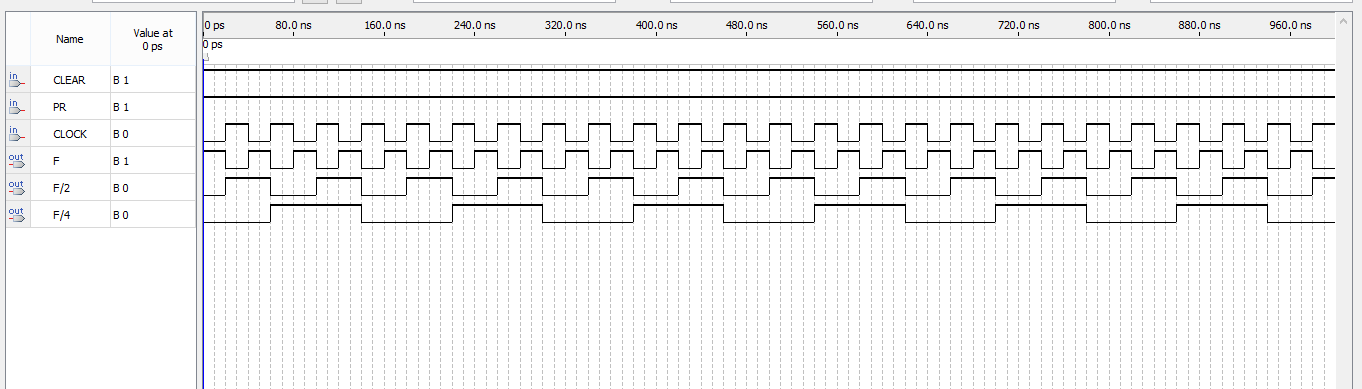 0 ps 80.0 ns 160.0 ns 240.0 ns 320.0 ns 400.0 ns 480.0 ns 560.0 ns 640.0 ns 720.0 ns 800.0 ns 880.0 ns 960.0 ns
Name Value at
0 ps
0 ps
in CLEAR B 1
in PR B 1
in CLOCK B 0
out F B 1
out F/2 B 0
out F/4 B 0